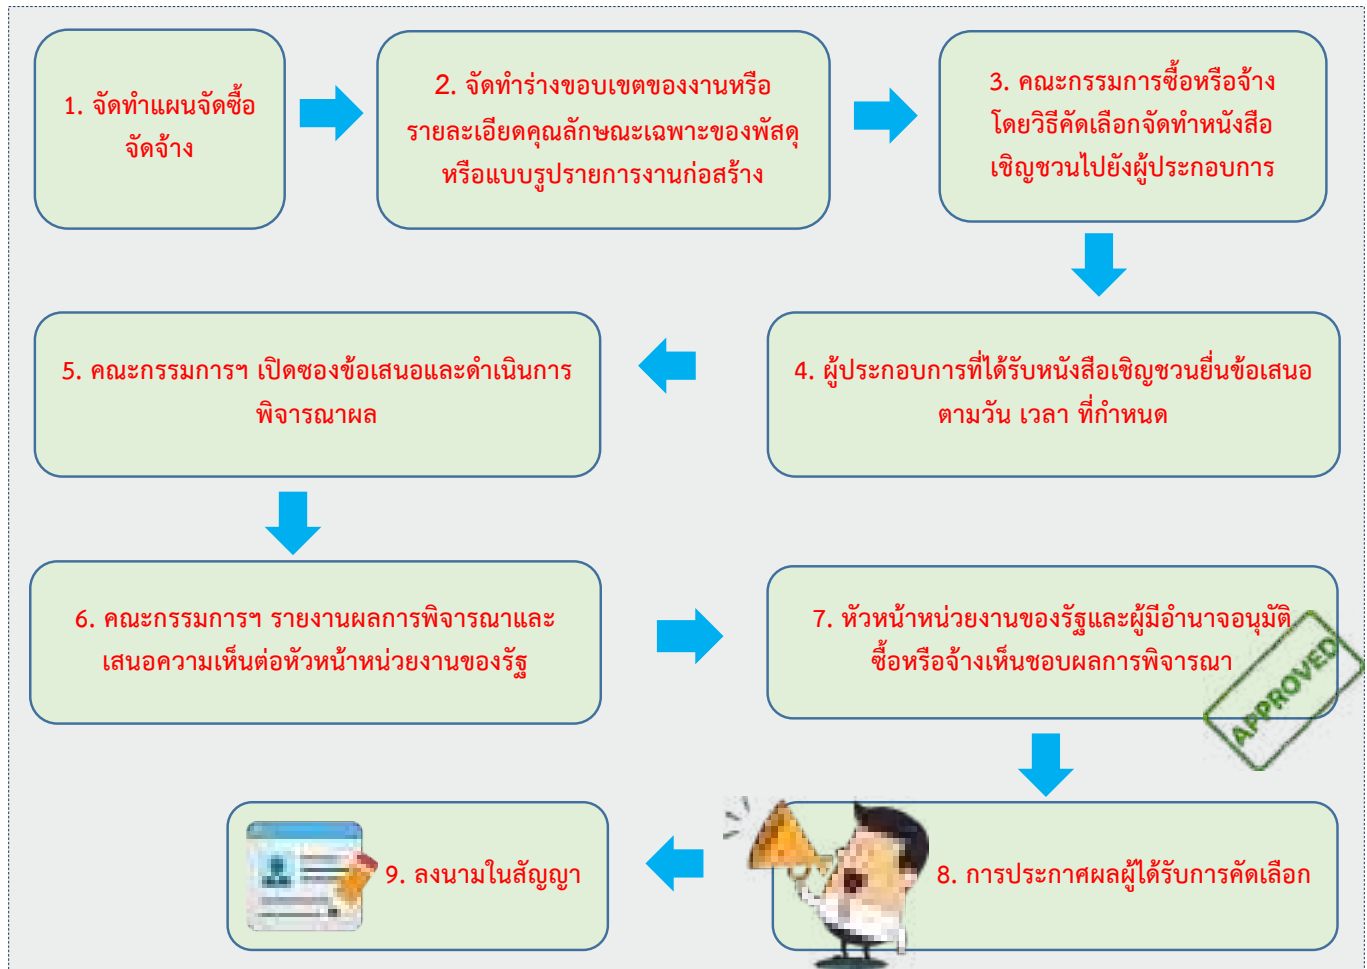 1. จัดทำแผนจัดซื้อ
จัดจ้าง
2. จัดทำร่างขอบเขตของงานหรือ
รายละเอียดคุณลักษณะเฉพาะของพัสดุ
หรือแบบรูปรายการงานก่อสร้าง
3. คณะกรรมการซื้อหรือจ้าง
โดยวิธีคัดเลือกจัดทำหนังสือ
เชิญชวนไปยังผู้ประกอบการ
4. ผู้ประกอบการที่ได้รับหนังสือเชิญชวนยื่นข้อเสนอ
ตามวัน เวลา ที่กำหนด
5. คณะกรรมการฯ เปิดซองข้อเสนอและดำเนินการ
พิจารณาผล
6. คณะกรรมการฯ รายงานผลการพิจารณาและ
เสนอความเห็นต่อหัวหน้าหน่วยงานของรัฐ
7. หัวหน้าหน่วยงานของรัฐและผู้มีอำนาจอนุมัติ
ซื้อหรือจ้างเห็นชอบผลการพิจารณา
APPROVED
8. การประกาศผลผู้ได้รับการคัดเลือก
9. ลงนามในสัญญา